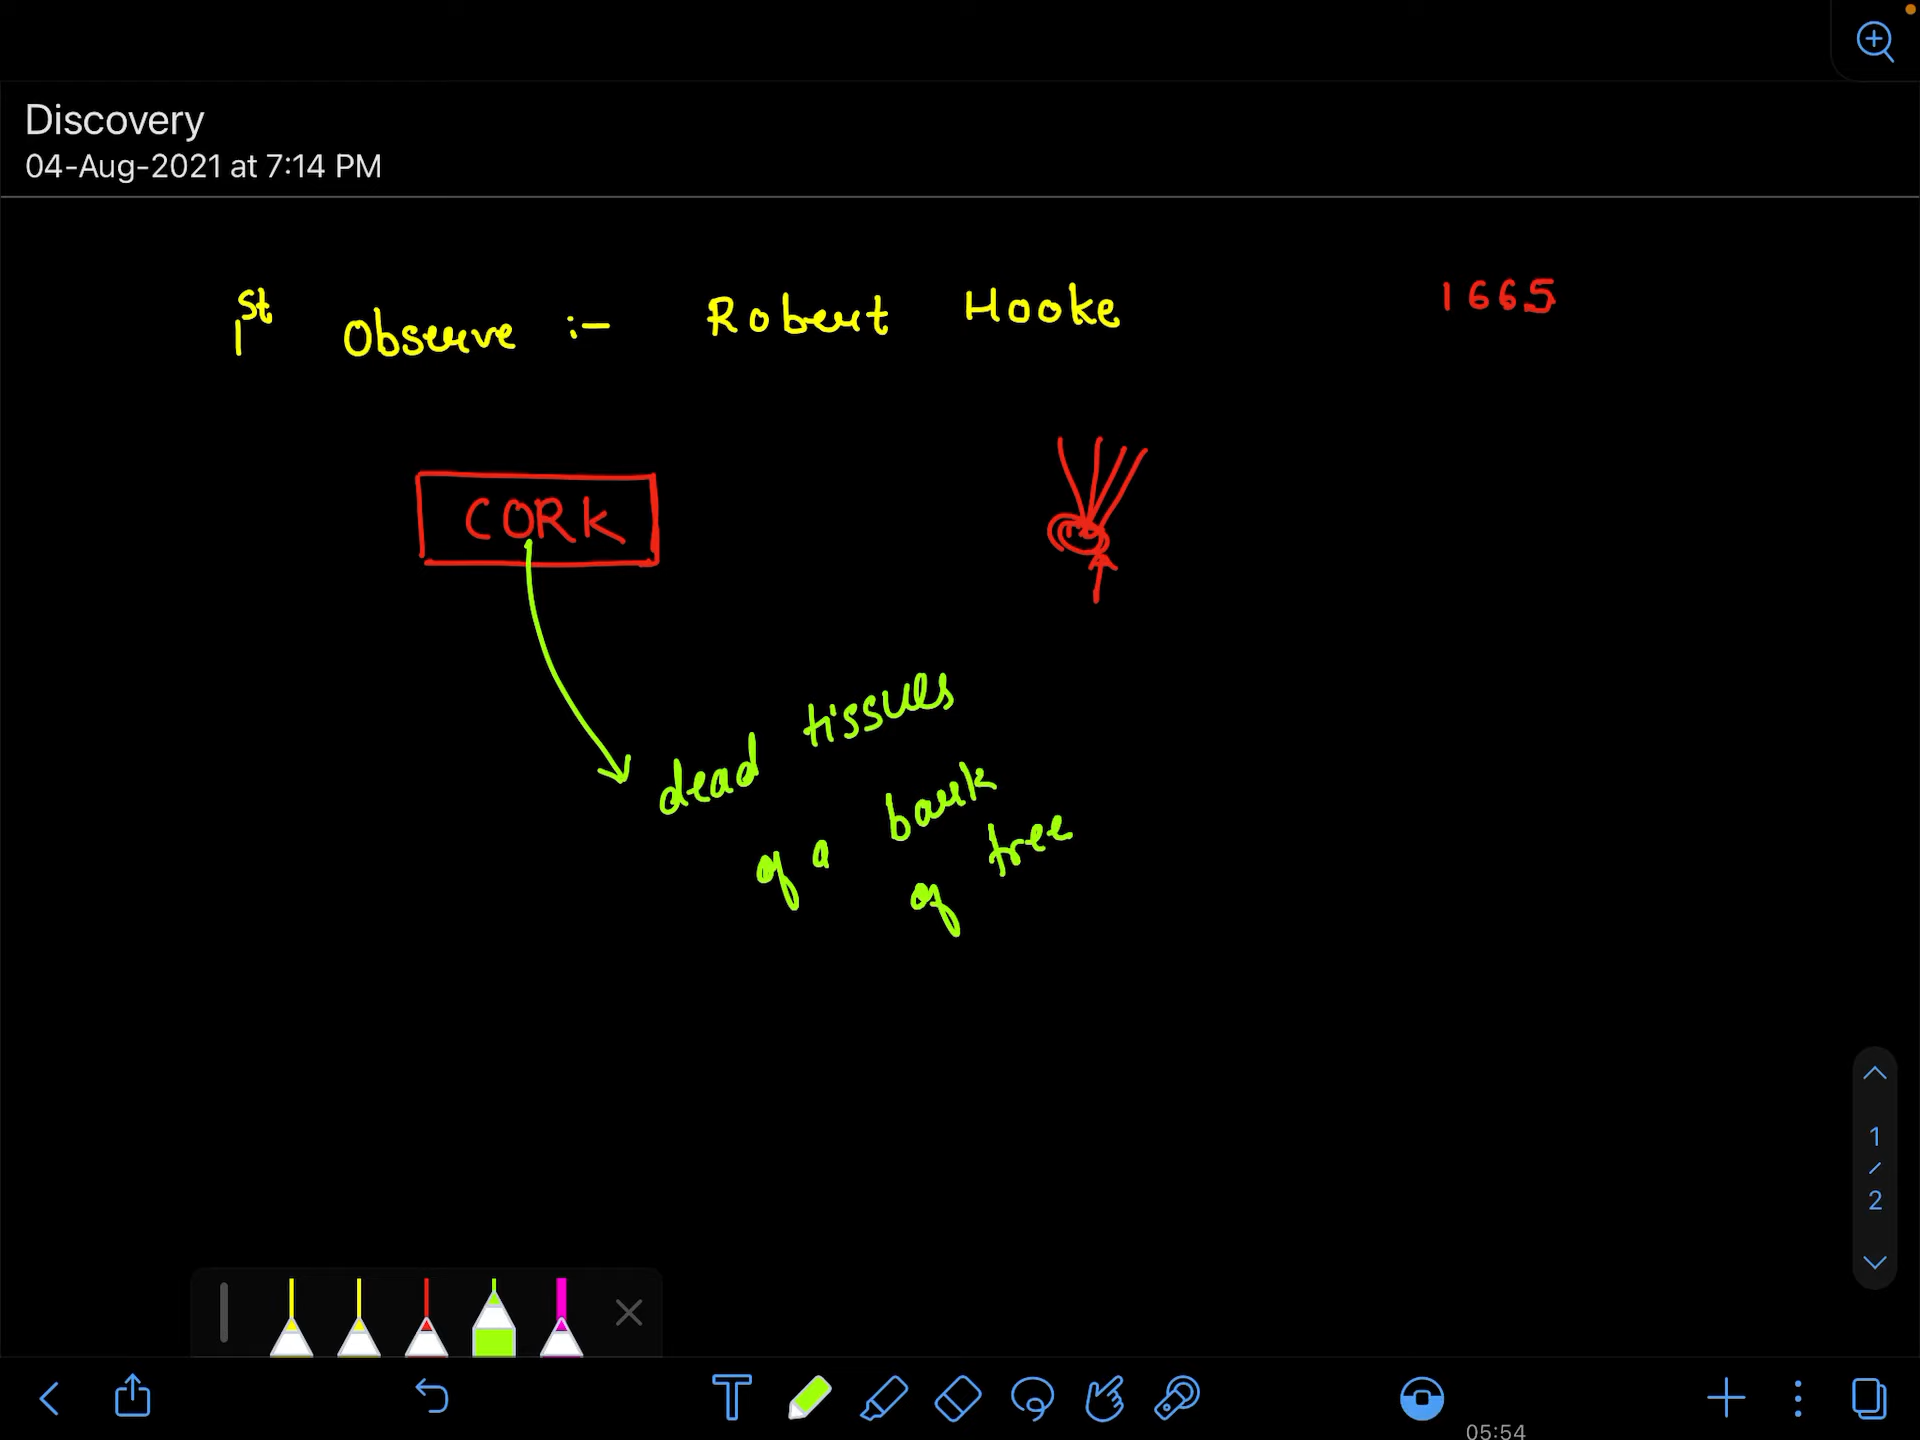 Discovery
04-Aug-2021 at 7:14 PM
1st Observe :- Robert Hooke 1665
CORK
dead tissues
of a bark
of tree
1
/
2
T
05:54